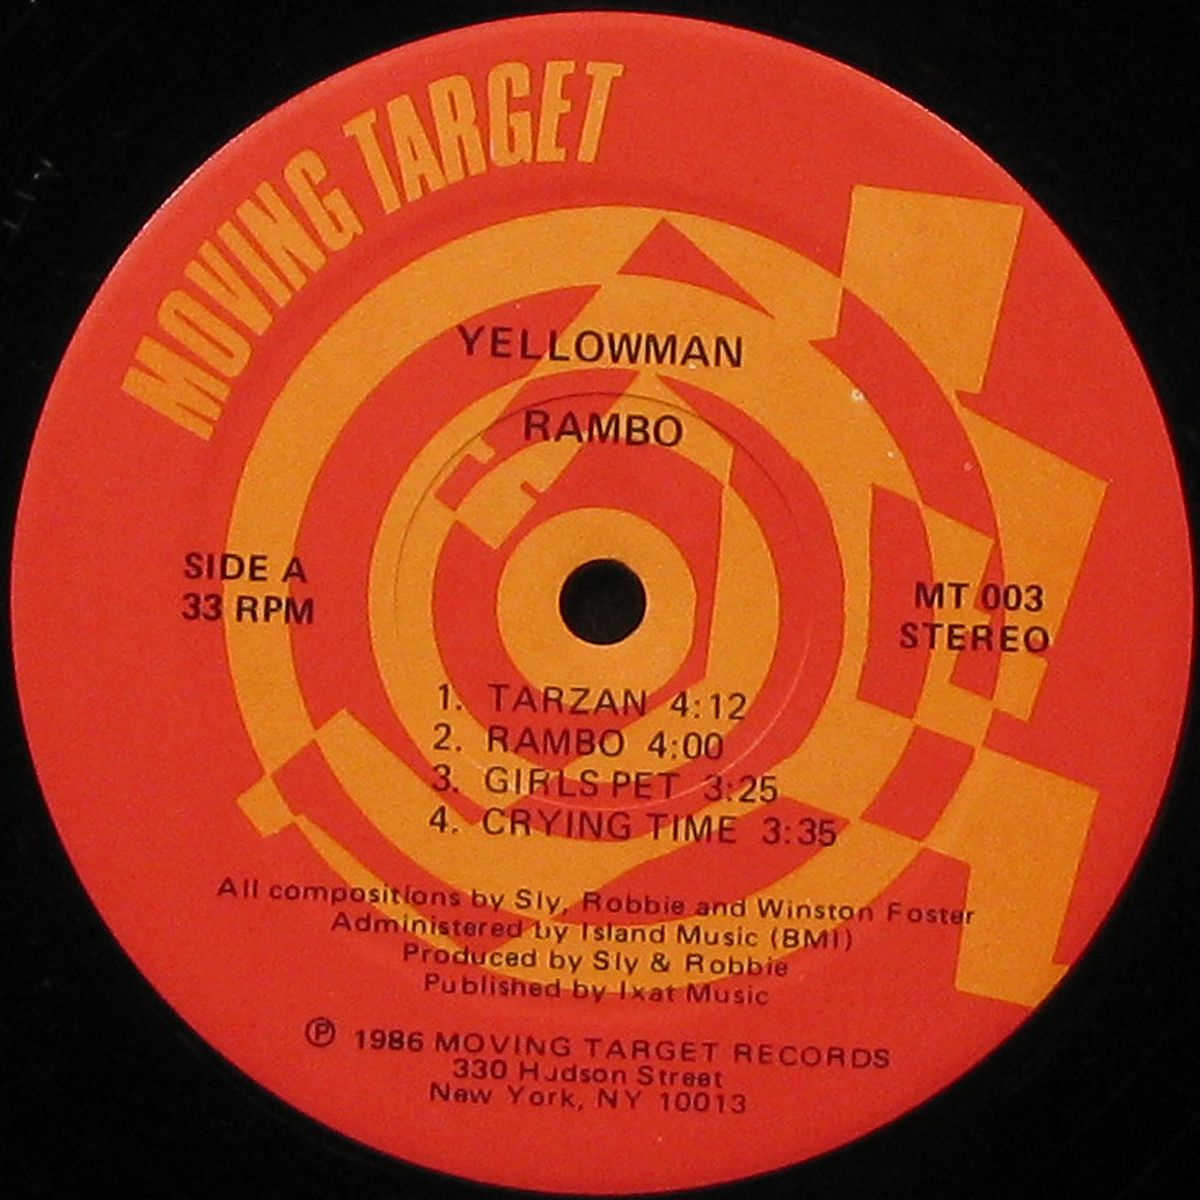 MOVING TARGET
YELLOWMAN
RAMBO
SIDE A
33 RPM
MT 003
STEREO
1. TARZAN 4:12
2. RAMBO 4:00
3. GIRLS PET 3:25
4. CRYING TIME 3:35
All compositions by Sly, Robbie and Winston Foster
Administered by Island Music (BMI)
Produced by Sly & Robbie
Published by Ixat Music
℗ 1986 MOVING TARGET RECORDS
330 Hudson Street
New York, NY 10013